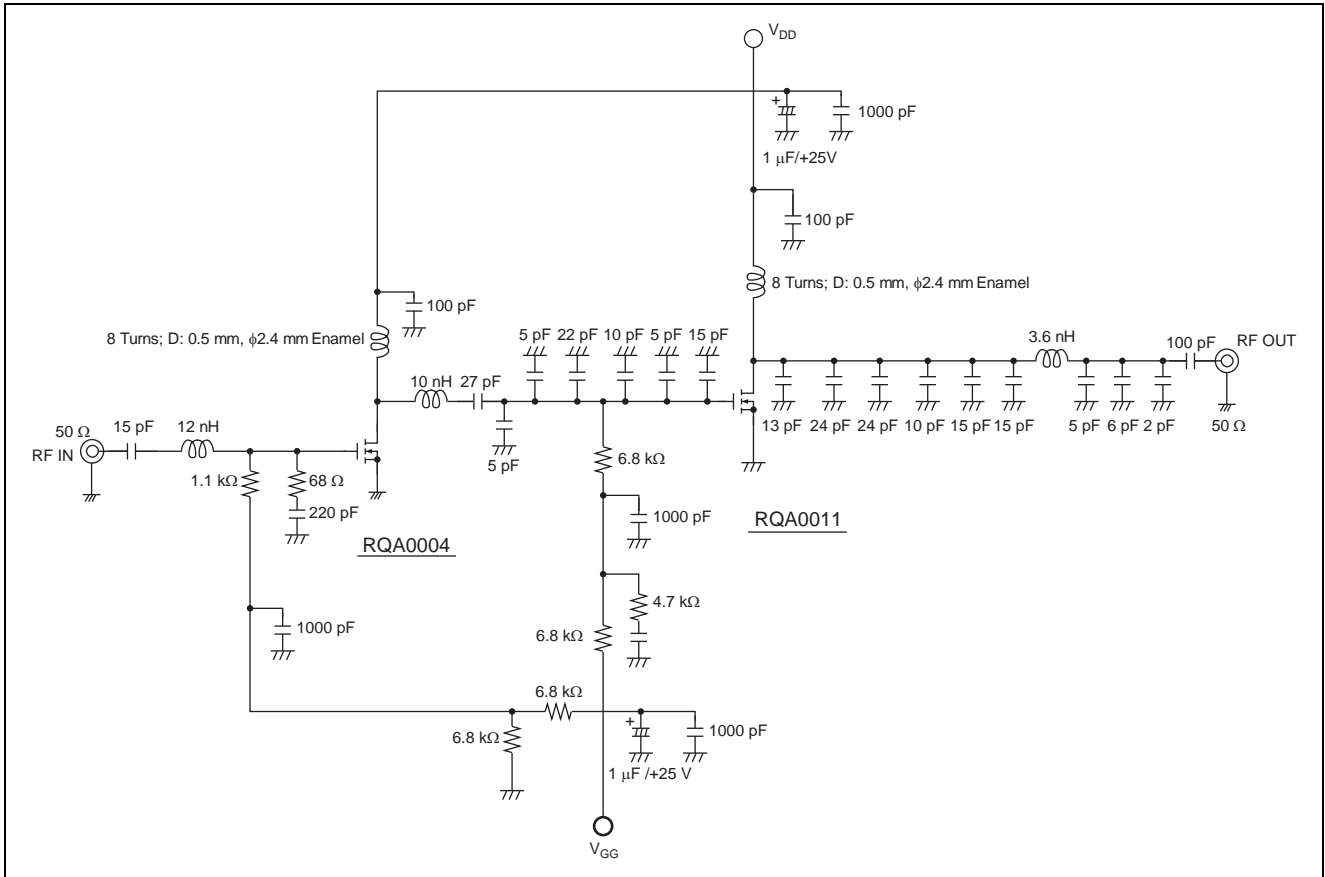 V_DD
1000 pF
1 μF/+25V
100 pF
8 Turns; D: 0.5 mm, φ2.4 mm Enamel
100 pF
8 Turns; D: 0.5 mm, φ2.4 mm Enamel
5 pF 22 pF 10 pF 5 pF 15 pF
3.6 nH
100 pF
RF OUT
10 nH 27 pF
50 Ω
RF IN
15 pF
12 nH
5 pF
13 pF 24 pF 24 pF 10 pF 15 pF 15 pF
5 pF 6 pF 2 pF
50 Ω
1.1 kΩ
68 Ω
220 pF
6.8 kΩ
1000 pF
RQA0004
RQA0011
4.7 kΩ
1000 pF
6.8 kΩ
6.8 kΩ
6.8 kΩ
1000 pF
1 μF /+25 V
V_GG